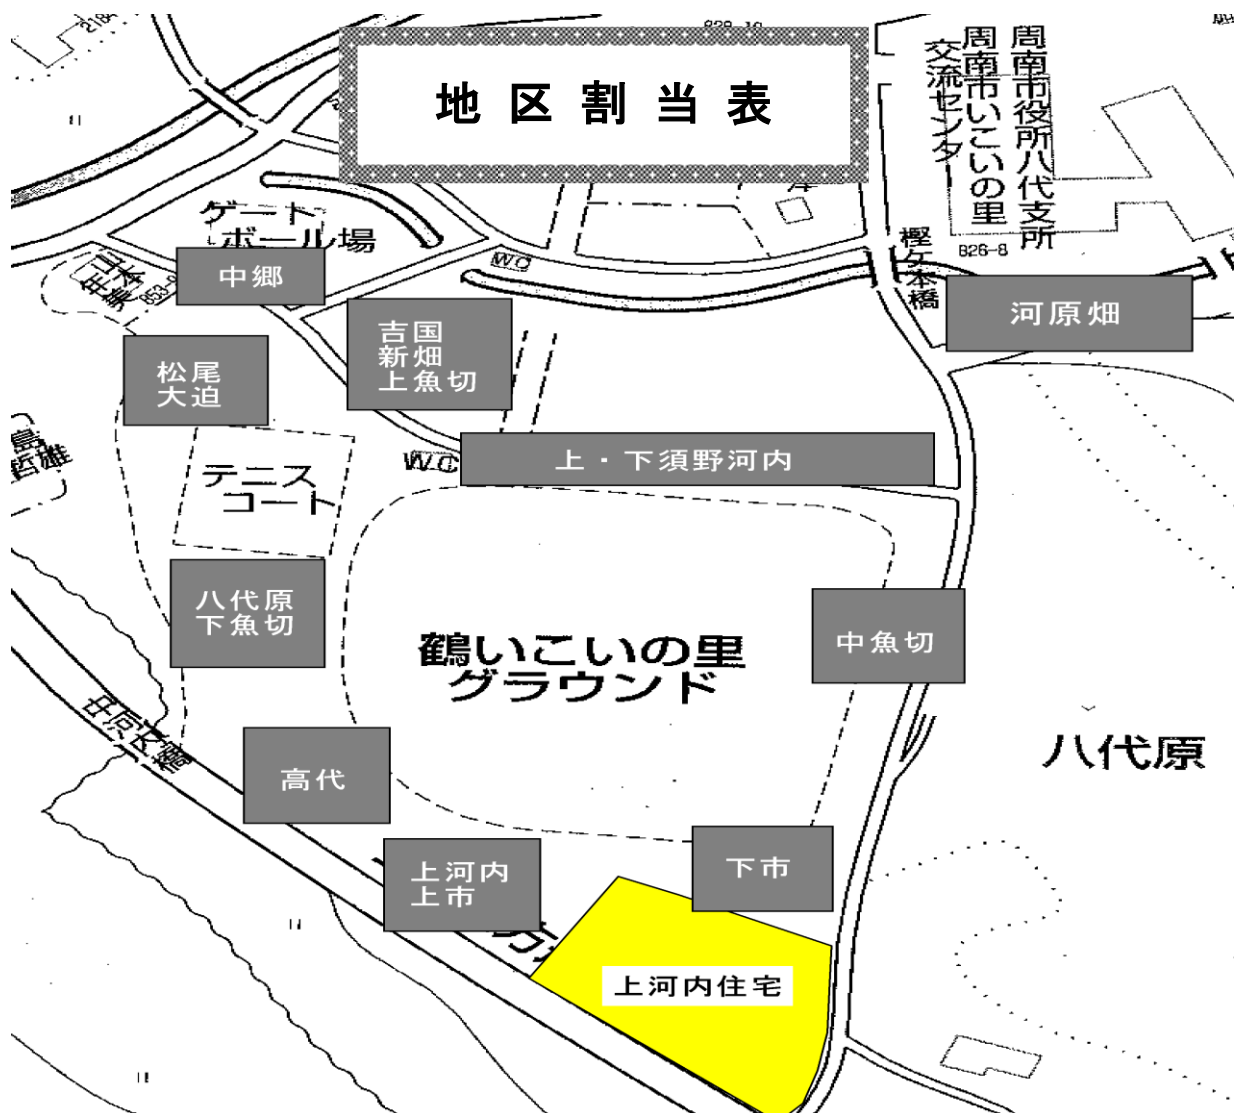 地区割当表
周南市役所八代支所
周南市いこいの里
交流センター
826-8
樫ケ本橋
ゲート
ボール場
WC
中郷
河原畑
吉国
新畑
上魚切
松尾
大迫
上・下須野河内
W.C
テニス
コート
八代原
下魚切
中魚切
鶴いこいの里
グラウンド
八代原
高代
上河内
上市
下市
上河内住宅